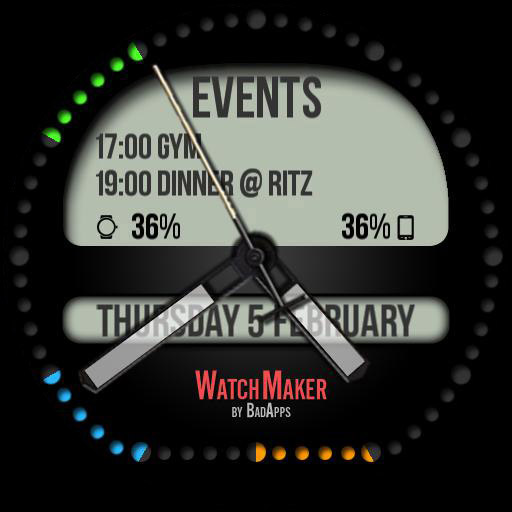 EVENTS
17:00 GYM
19:00 DINNER @ RITZ
36% 36%
THURSDAY 5 FEBRUARY
WATCHMAKER
BY BADAPPS